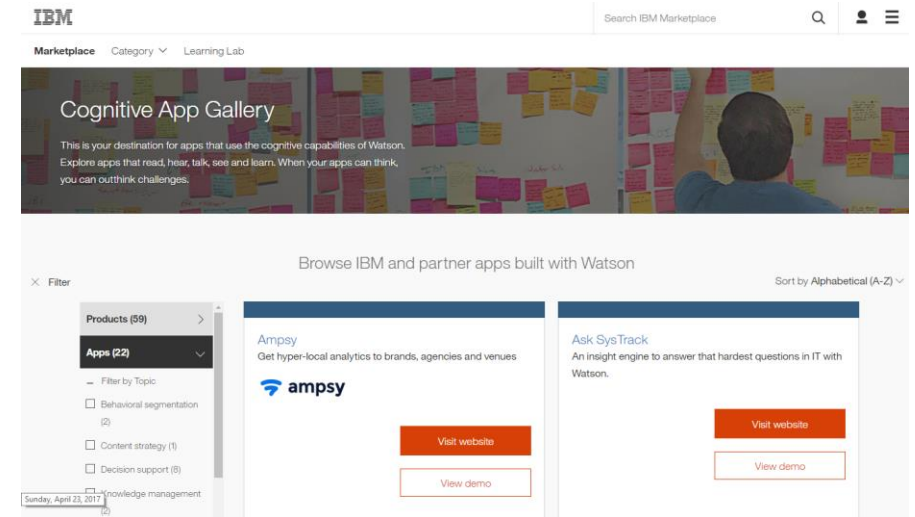 IBM
Search IBM Marketplace
Marketplace Category Learning Lab
Cognitive App Gallery
This is your destination for apps that use the cognitive capabilities of Watson.
Explore apps that read, hear, talk, see and learn. When your apps can think,
you can outthink challenges.
Browse IBM and partner apps built with Watson
Filter
Sort by Alphabetical (A-Z)
Products (59)
Apps (22)
Filter by Topic
Behavioral segmentation
(2)
Content strategy (1)
Decision support (8)
Knowledge management
(2)
Sunday, April 23, 2017
Ampsy
Get hyper-local analytics to brands, agencies and venues
ampsy
Visit website
View demo
Ask SysTrack
An insight engine to answer that hardest questions in IT with
Watson.
Visit website
View demo